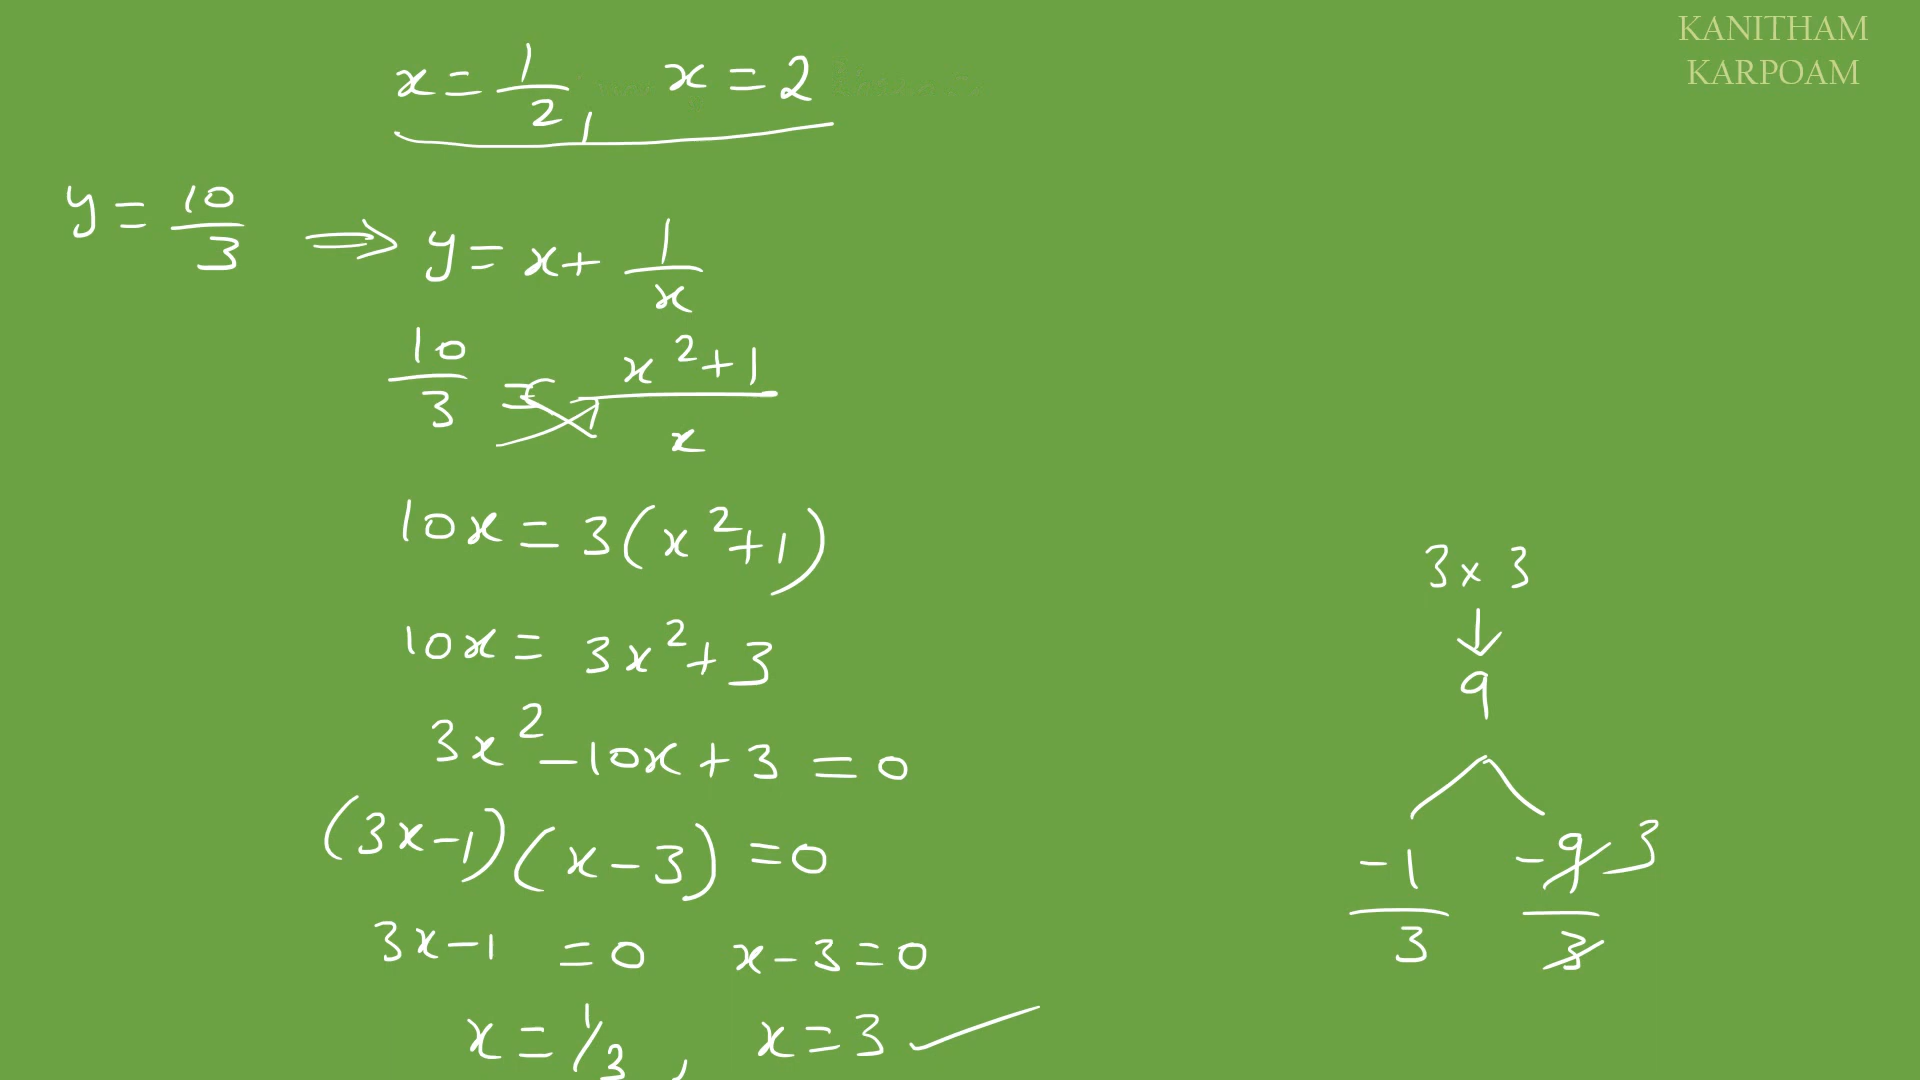 KANITHAM
KARPOAM
x = 1/2, x = 2
y = 10/3 ⟹ y = x + 1/x
10/3 = (x² + 1)/x
10x = 3(x² + 1)
10x = 3x² + 3
3x² − 10x + 3 = 0
(3x − 1)(x − 3) = 0
3x − 1 = 0 x − 3 = 0
x = 1/3, x = 3
3 × 3
↓
9
−1/3 −9/3 3